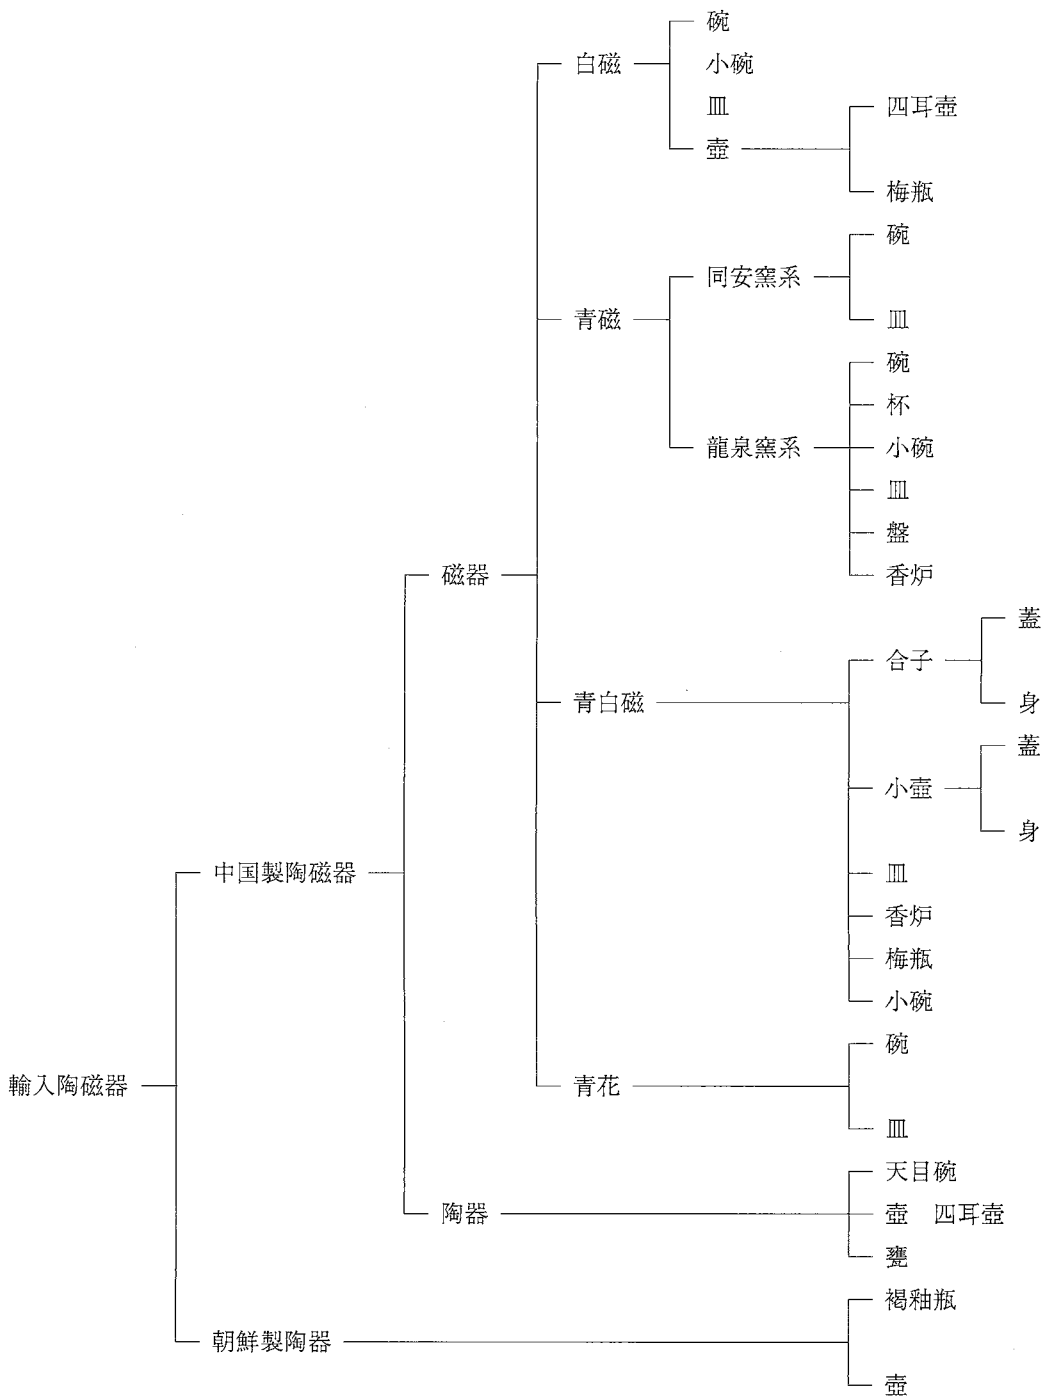 碗
白磁
小碗
皿
四耳壺
壺
梅瓶
碗
同安窯系
青磁
皿
碗
杯
龍泉窯系
小碗
皿
盤
磁器
香炉
蓋
合子
青白磁
身
蓋
小壺
身
中国製陶磁器
皿
香炉
梅瓶
小碗
碗
輸入陶磁器
青花
皿
天目碗
陶器
壺 四耳壺
甕
褐釉瓶
朝鮮製陶器
壺